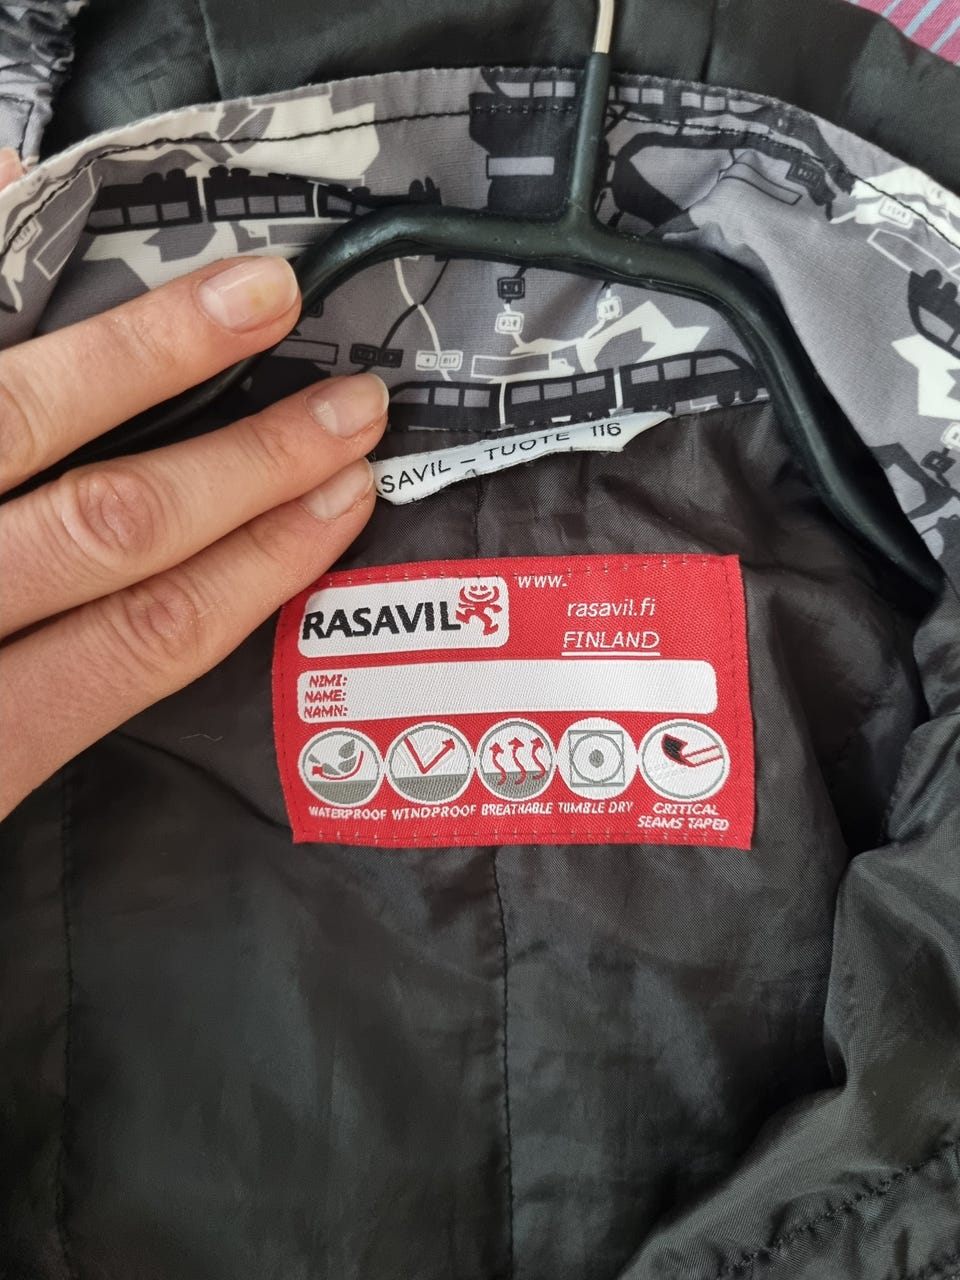 SAVIL - TUOTE 116
RASAVIL
www.
rasavil.fi
FINLAND
NIMI:
NAME:
NAMN:
WATERPROOF WINDPROOF BREATHABLE TUMBLE DRY CRITICAL
SEAMS TAPED